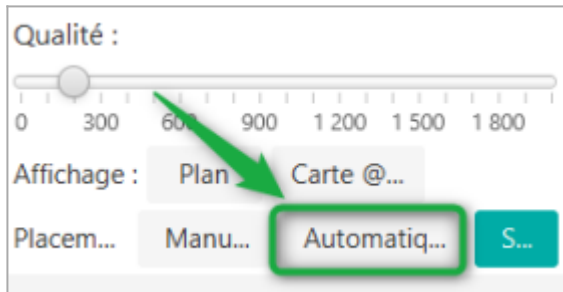 Qualité :
0 300 600 900 1 200 1 500 1 800
Affichage : Plan Carte @...
Placem... Manu... Automatiq... S...